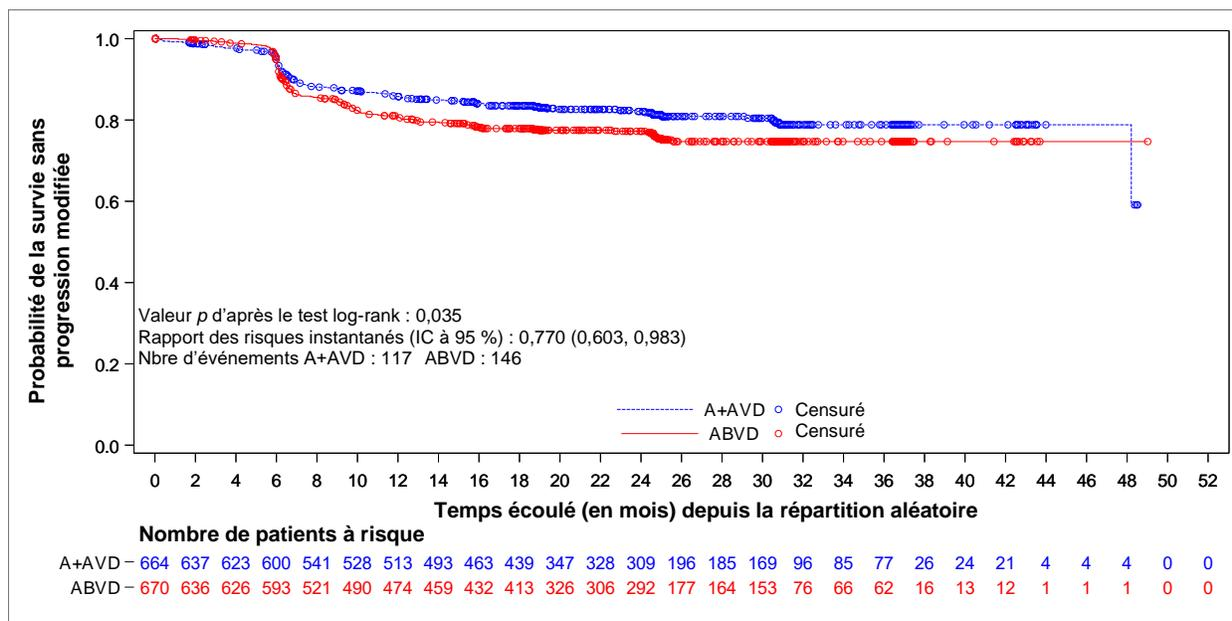 1.0
0.8
0.6
0.4
0.2
0.0
Probabilité de la survie sans
progression modifiée
Valeur p d'après le test log-rank : 0,035
Rapport des risques instantanés (IC à 95 %) : 0,770 (0,603, 0,983)
Nbre d'événements A+AVD : 117 ABVD : 146
A+AVD Censuré
ABVD Censuré
0 2 4 6 8 10 12 14 16 18 20 22 24 26 28 30 32 34 36 38 40 42 44 46 48 50 52
Temps écoulé (en mois) depuis la répartition aléatoire
Nombre de patients à risque
A+AVD 664 637 623 600 541 528 513 493 463 439 347 328 309 196 185 169 96 85 77 26 24 21 4 4 4 0 0
ABVD 670 636 626 593 521 490 474 459 432 413 326 306 292 177 164 153 76 66 62 16 13 12 1 1 1 0 0